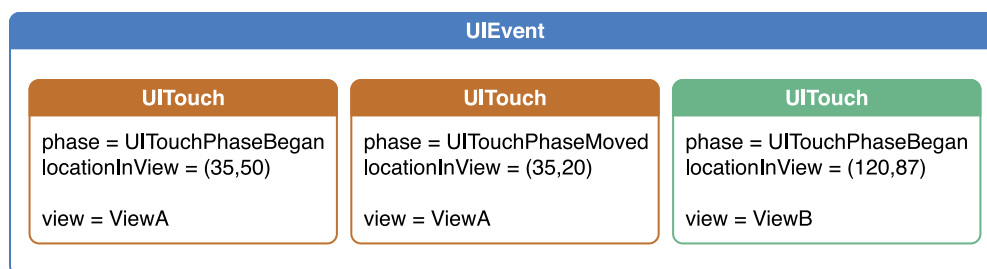 UIEvent
UITouch
phase = UITouchPhaseBegan
locationInView = (35,50)
view = ViewA
UITouch
phase = UITouchPhaseMoved
locationInView = (35,20)
view = ViewA
UITouch
phase = UITouchPhaseBegan
locationInView = (120,87)
view = ViewB